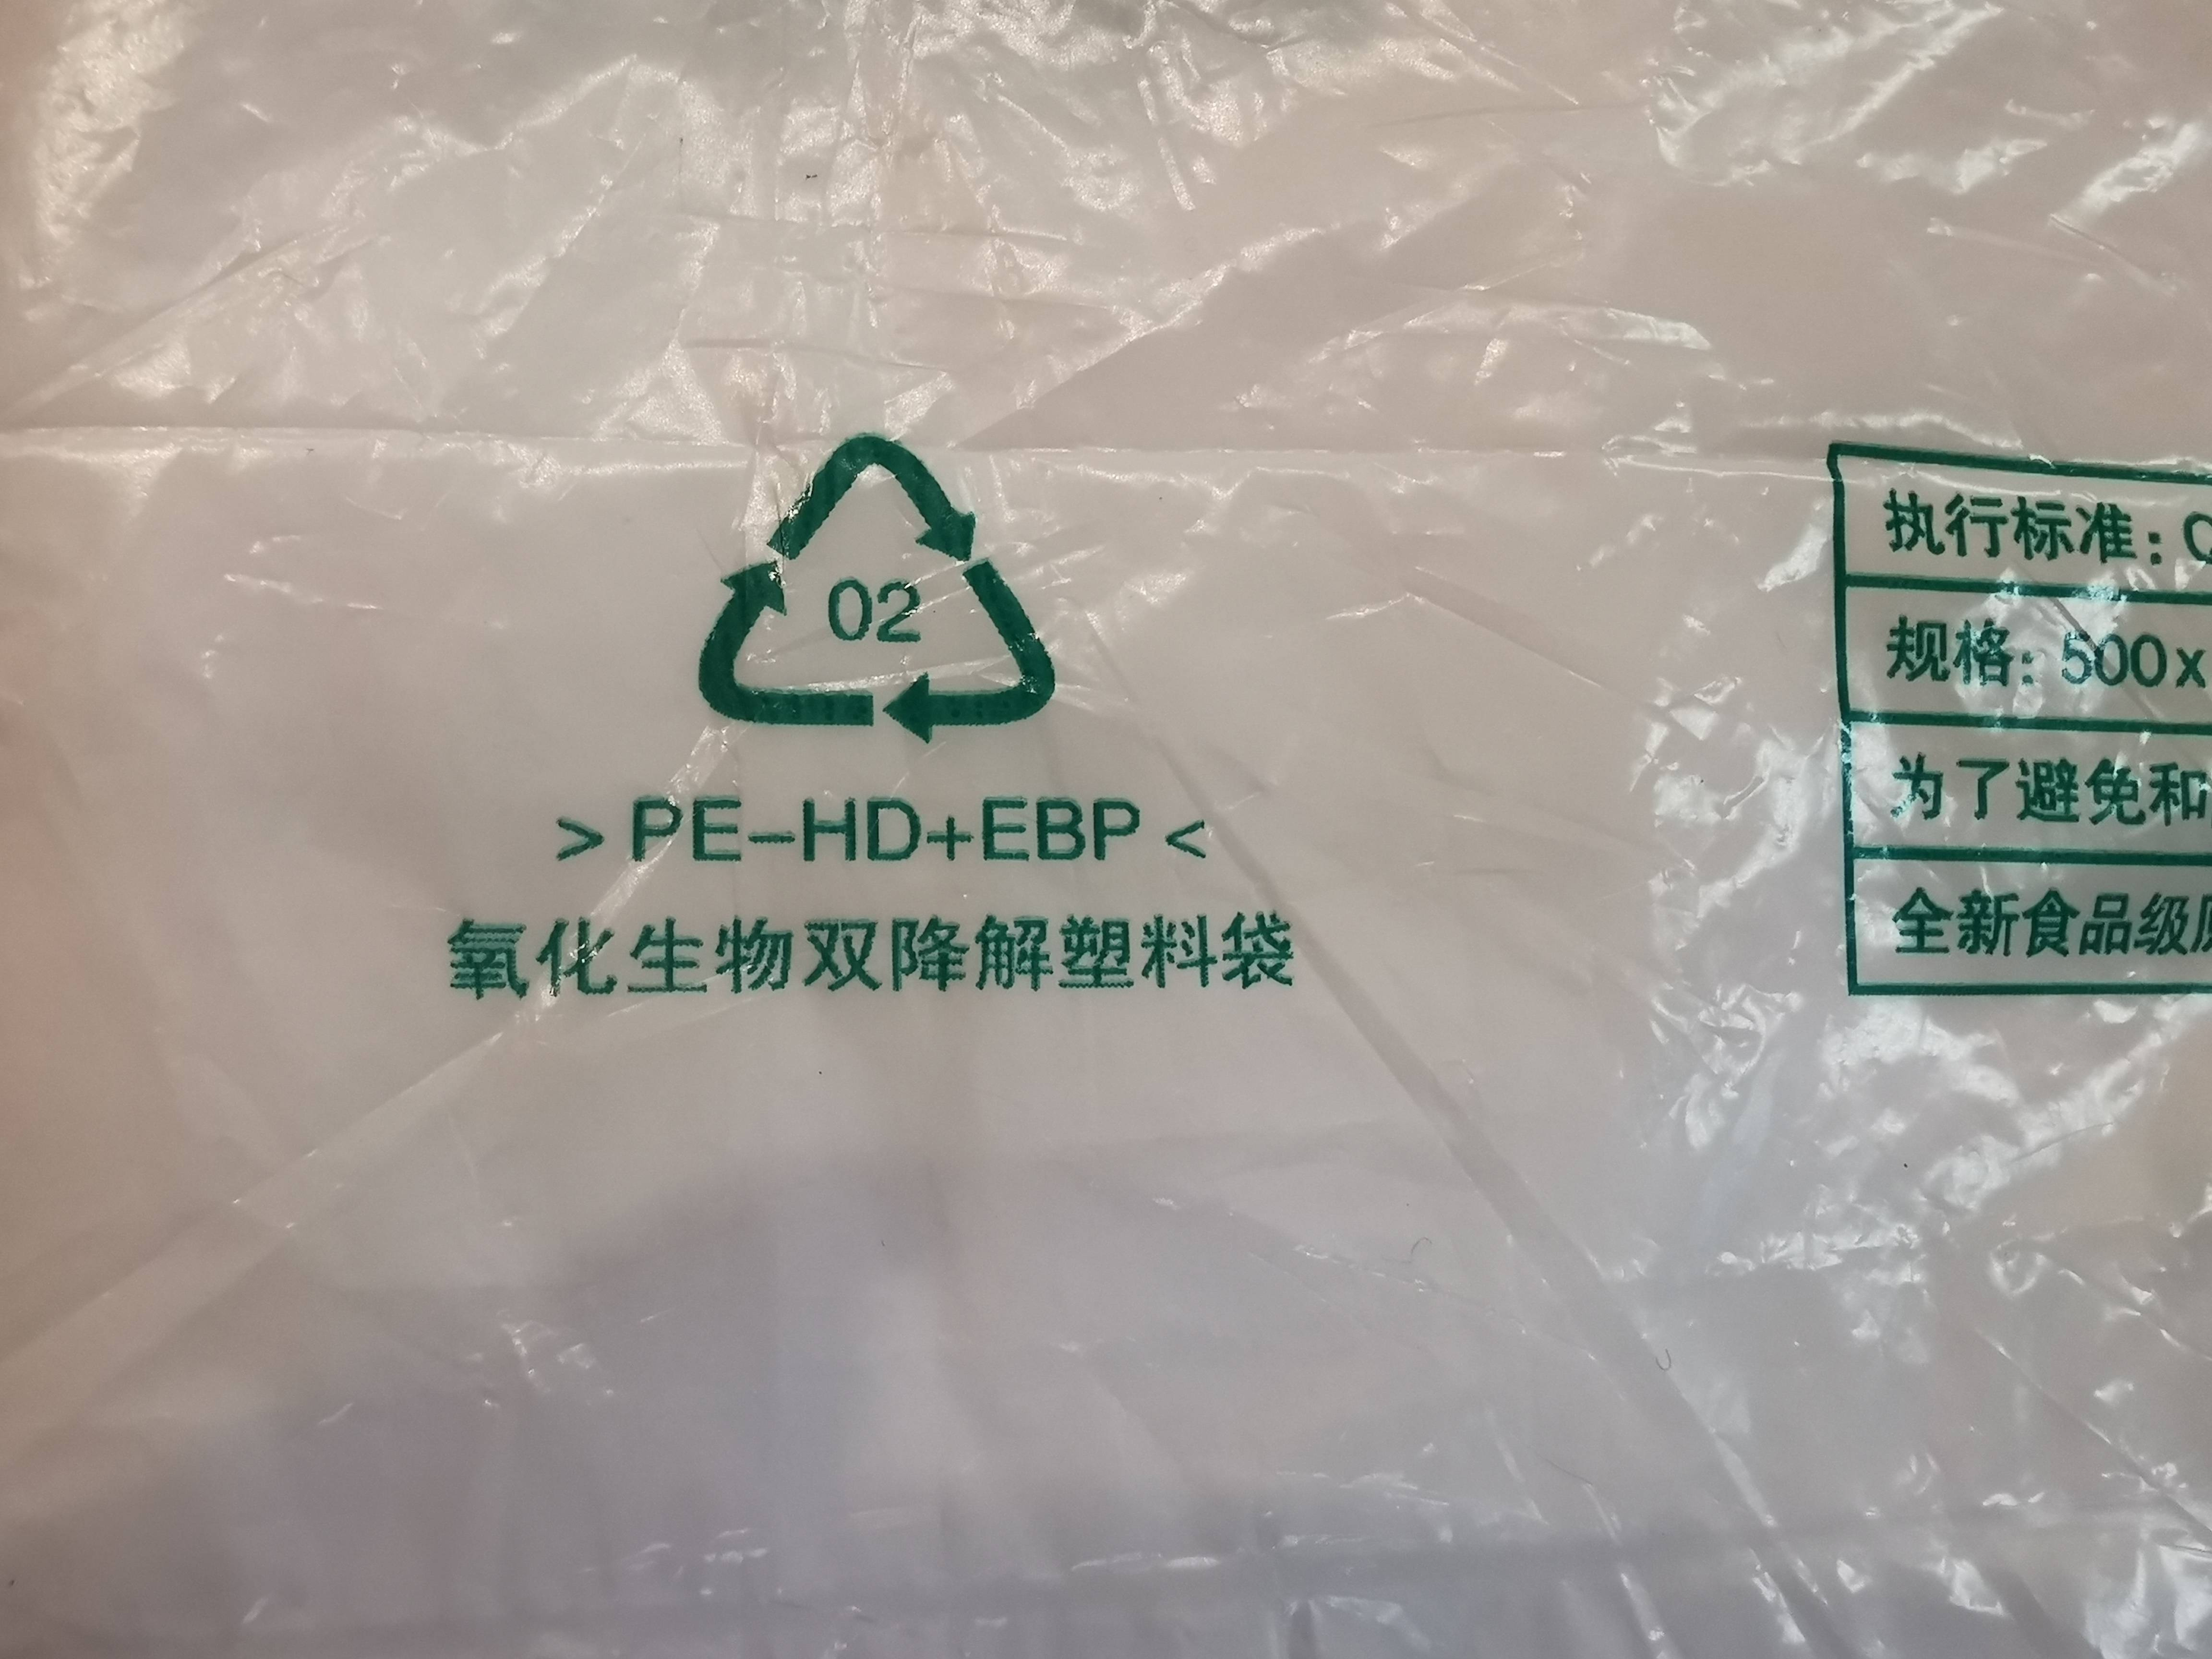 02
>PE-HD+EBP<
氧化生物双降解塑料袋
执行标准:
规格: 500x
为了避免和
全新食品级